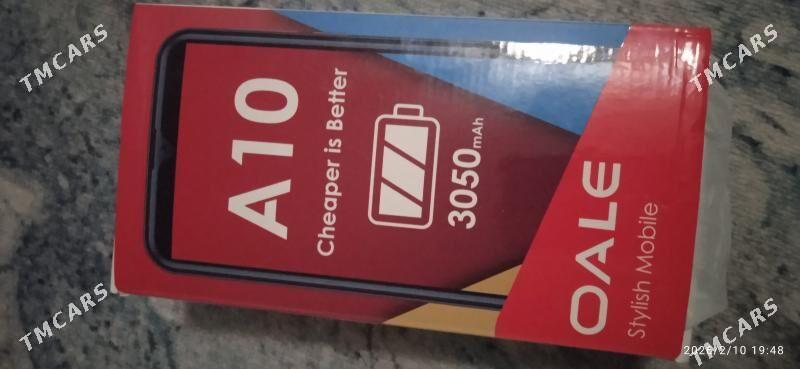 A10
Cheaper is Better
3050mAh
OALE
Stylish Mobile
TMCARS
TMCARS
TMCARS
TMCARS
2026/2/10 19:48